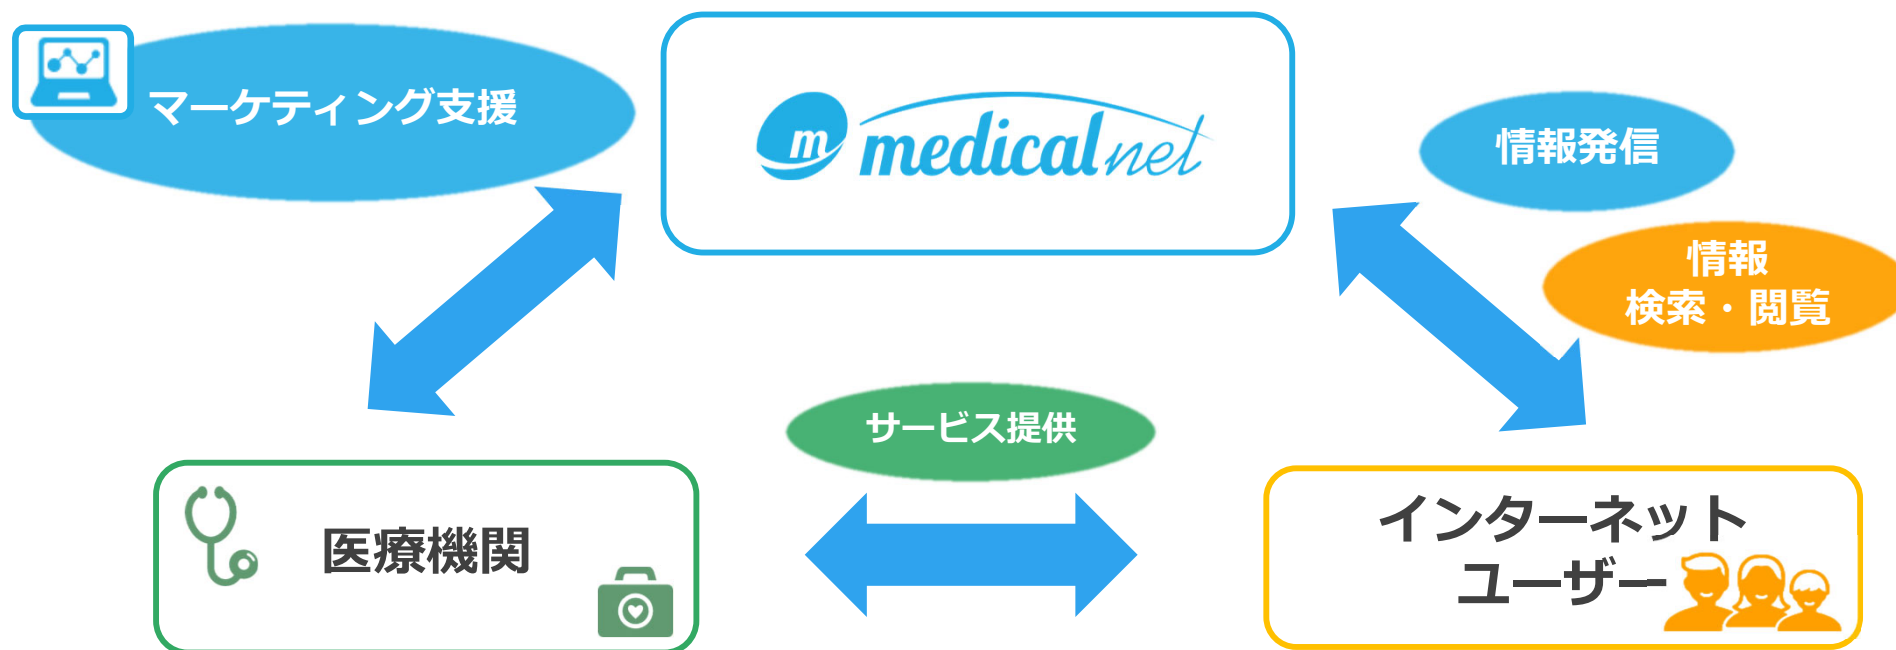 マーケティング支援
m medicalnet
情報発信
情報
検索・閲覧
サービス提供
医療機関
インターネット
ユーザー